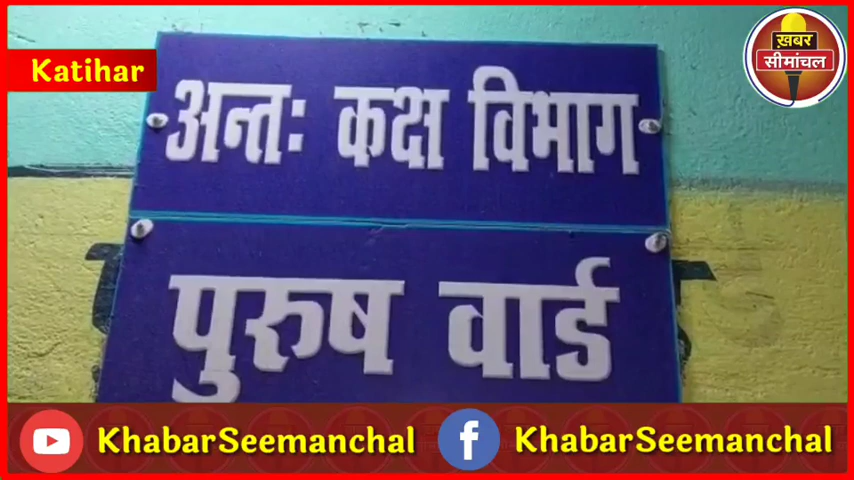 Katihar
ख़बर
सीमांचल
अन्तः कक्ष विभाग
पुरुष वार्ड
KhabarSeemanchal
KhabarSeemanchal